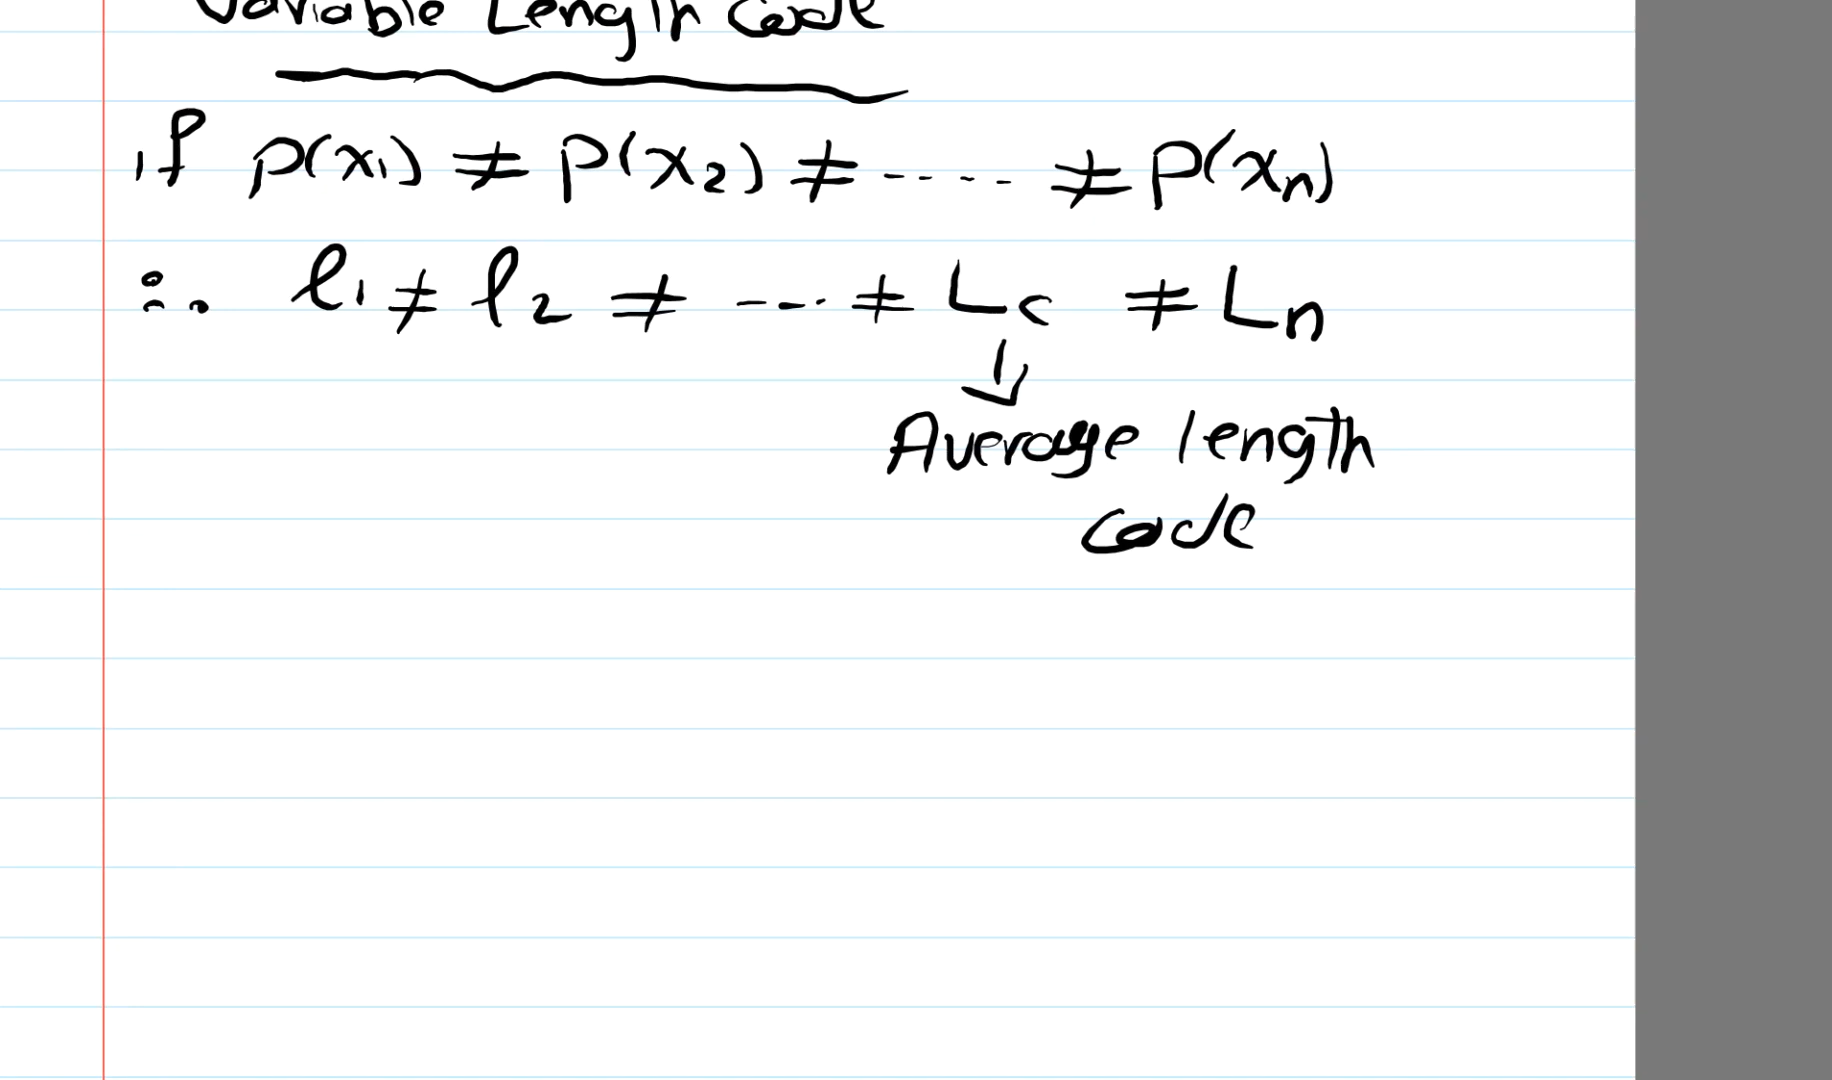 Variable Length Code
if p(x1) ≠ P(x2) ≠ ---- ≠ P(xn)
∴ l1 ≠ l2 ≠ --- ≠ Lc ≠ Ln
↓
Average length
code